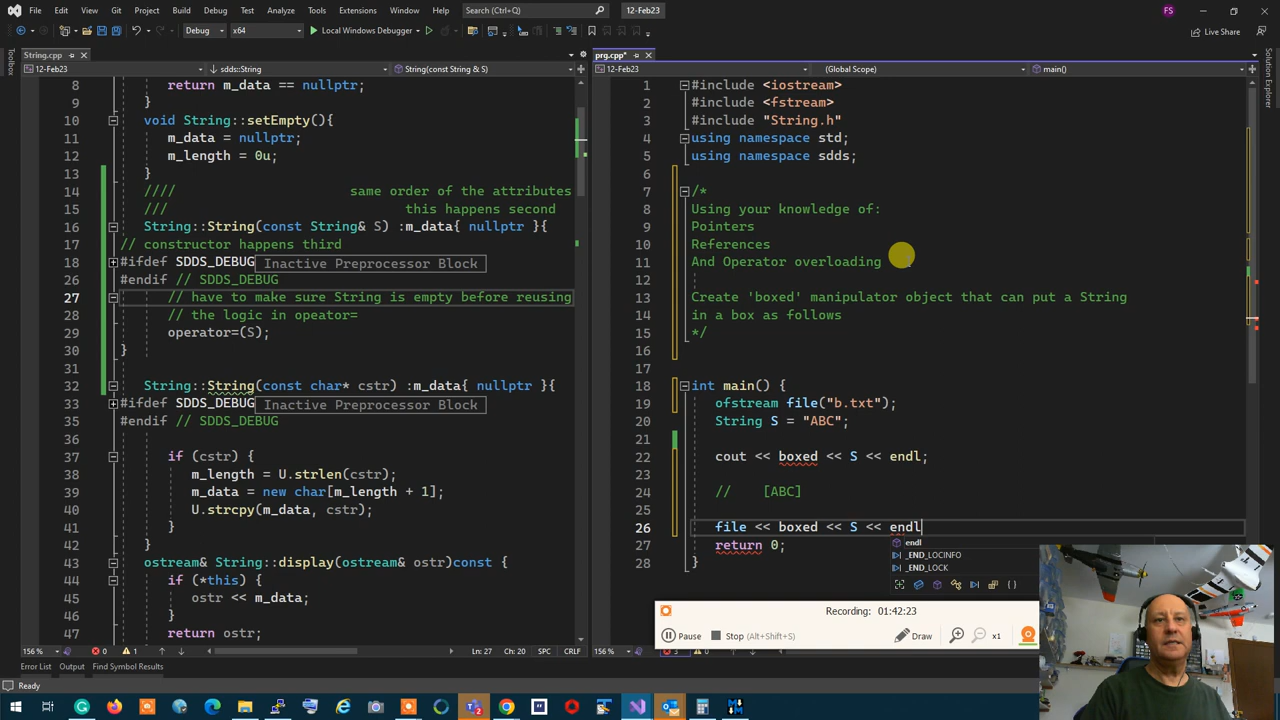 File Edit View Git Project Build Debug Test Analyze Tools Extensions Window Help Search (Ctrl+Q) 12-Feb23 FS
Debug x64 Local Windows Debugger Live Share
Toolbox
String.cpp
12-Feb23 sdds::String String(const String & S)
8 return m_data == nullptr;
9 }
10 void String::setEmpty(){
11 m_data = nullptr;
12 m_length = 0u;
13 }
14 //// same order of the attributes
15 /// this happens second
16 String::String(const String& S) :m_data{ nullptr }{
17 // constructor happens third
18 #ifdef SDDS_DEBUG Inactive Preprocessor Block
26 #endif // SDDS_DEBUG
27 // have to make sure String is empty before reusing
28 // the logic in opeator=
29 operator=(S);
30 }
31
32 String::String(const char* cstr) :m_data{ nullptr }{
33 #ifdef SDDS_DEBUG Inactive Preprocessor Block
35 #endif // SDDS_DEBUG
36
37 if (cstr) {
38 m_length = U.strlen(cstr);
39 m_data = new char[m_length + 1];
40 U.strcpy(m_data, cstr);
41 }
42 }
43 ostream& String::display(ostream& ostr)const {
44 if (*this) {
45 ostr << m_data;
46 }
47 return ostr;
156 % 0 1 Ln: 27 Ch: 20 SPC CRLF
prg.cpp*
12-Feb23 (Global Scope) main()
1 #include <iostream>
2 #include <fstream>
3 #include "String.h"
4 using namespace std;
5 using namespace sdds;
6
7 /*
8 Using your knowledge of:
9 Pointers
10 References
11 And Operator overloading
12
13 Create 'boxed' manipulator object that can put a String
14 in a box as follows
15 */
16
18 int main() {
19 ofstream file("b.txt");
20 String S = "ABC";
21
22 cout << boxed << S << endl;
23
24 // [ABC]
25
26 file << boxed << S << endl
27 return 0;
28 }
endl
_END_LOCINFO
_END_LOCK
156 % 3 0
Solution Explorer
Recording: 01:42:23
Pause Stop (Alt+Shift+S) Draw x1
Error List Output Find Symbol Results
Ready